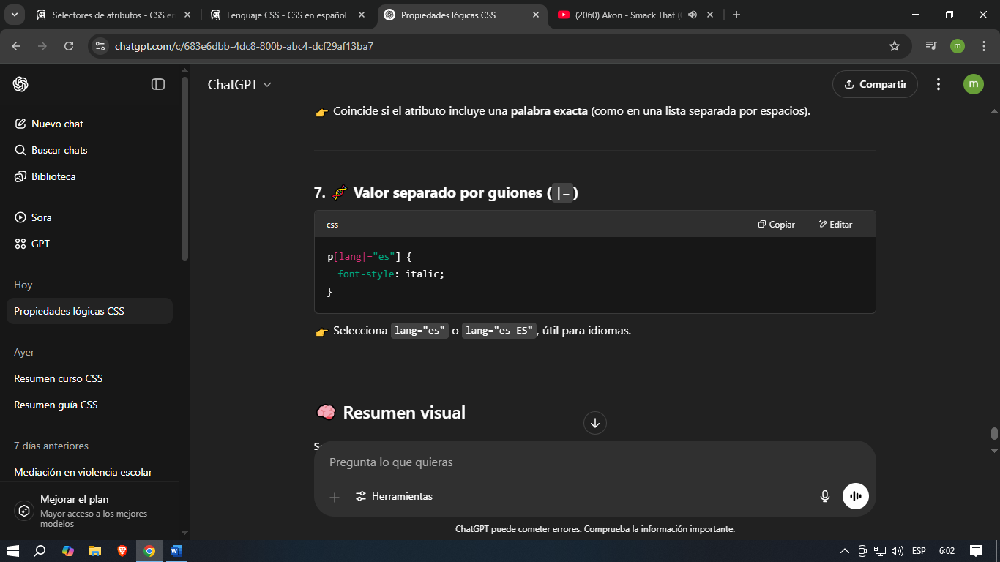 Selectores de atributos - CSS en
Lenguaje CSS - CSS en español
Propiedades lógicas CSS
(2060) Akon - Smack That (
chatgpt.com/c/683e6dbb-4dc8-800b-abc4-dcf29af13ba7
m
ChatGPT
Compartir
m
Nuevo chat
Buscar chats
Biblioteca
Sora
GPT
Hoy
Propiedades lógicas CSS
Ayer
Resumen curso CSS
Resumen guía CSS
7 días anteriores
Mediación en violencia escolar
Mejorar el plan
Mayor acceso a los mejores
modelos
👉 Coincide si el atributo incluye una palabra exacta (como en una lista separada por espacios).
7. 🧬 Valor separado por guiones (|=)
css
Copiar
Editar
p[lang|="es"] {
font-style: italic;
}
👉 Selecciona lang="es" o lang="es-ES", útil para idiomas.
🧠 Resumen visual
Pregunta lo que quieras
Herramientas
ChatGPT puede cometer errores. Comprueba la información importante.
ESP
6:02